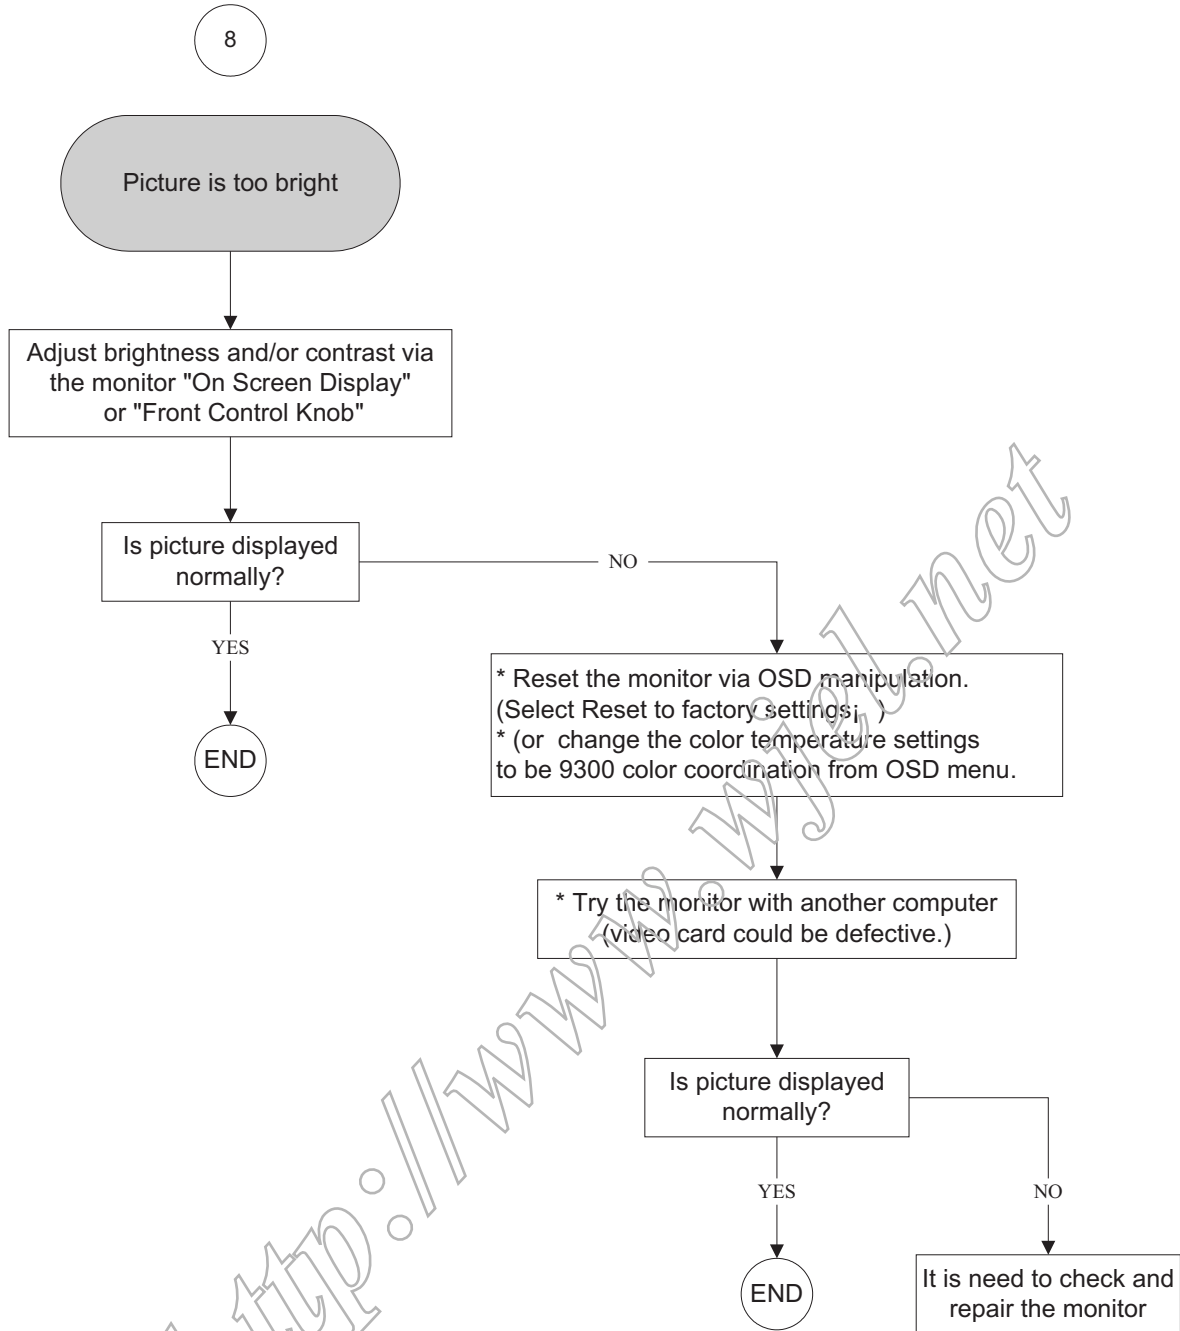 8
Picture is too bright
Adjust brightness and/or contrast via
the monitor "On Screen Display"
or "Front Control Knob"
Is picture displayed
normally?
NO
YES
END
* Reset the monitor via OSD manipulation.
(Select Reset to factory settings¡  )
* (or  change the color temperature settings
to be 9300 color coordination from OSD menu.
* Try the monitor with another computer
(video card could be defective.)
Is picture displayed
normally?
YES
NO
END
It is need to check and
repair the monitor
http://www.wjel.net